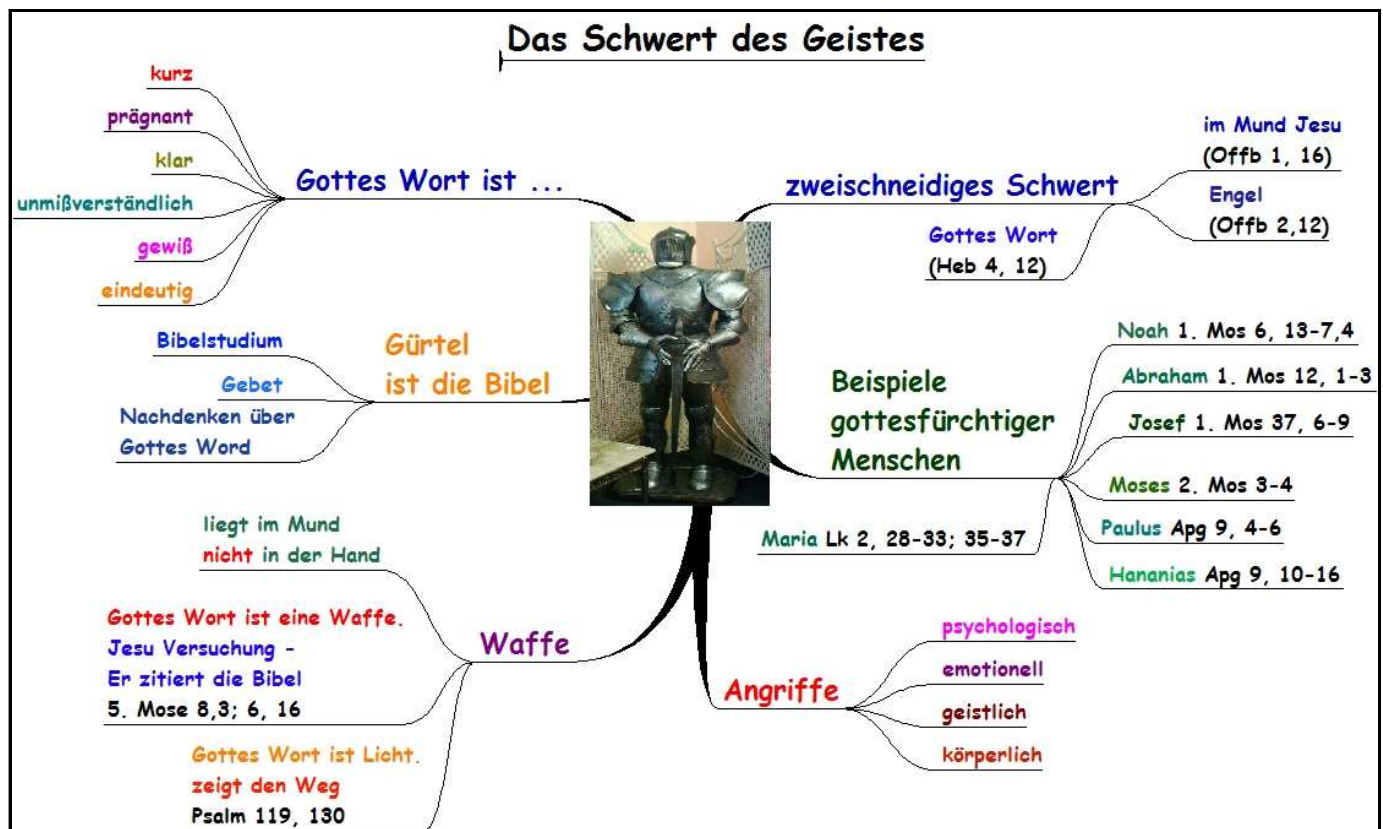 Das Schwert des Geistes
kurz
prägnant
klar
unmißverständlich
gewiß
eindeutig
Gottes Wort ist ...
zweischneidiges Schwert
im Mund Jesu
(Offb 1, 16)
Engel
(Offb 2,12)
Gottes Wort
(Heb 4, 12)
Gürtel
ist die Bibel
Bibelstudium
Gebet
Nachdenken über
Gottes Word
Beispiele
gottesfürchtiger
Menschen
Noah 1. Mos 6, 13-7,4
Abraham 1. Mos 12, 1-3
Josef 1. Mos 37, 6-9
Moses 2. Mos 3-4
Paulus Apg 9, 4-6
Hananias Apg 9, 10-16
Maria Lk 2, 28-33; 35-37
Waffe
liegt im Mund
nicht in der Hand
Gottes Wort ist eine Waffe.
Jesu Versuchung -
Er zitiert die Bibel
5. Mose 8,3; 6, 16
Gottes Wort ist Licht.
zeigt den Weg
Psalm 119, 130
Angriffe
psychologisch
emotionell
geistlich
körperlich